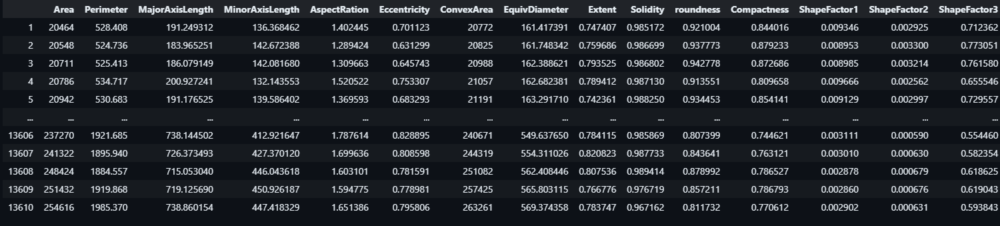 Area Perimeter MajorAxisLength MinorAxisLength AspectRation Eccentricity ConvexArea EquivDiameter Extent Solidity roundness Compactness ShapeFactor1 ShapeFactor2 ShapeFactor3
1 20464 528.408 191.249312 136.368462 1.402445 0.701123 20772 161.417391 0.747407 0.985172 0.921004 0.844016 0.009346 0.002925 0.712362
2 20548 524.736 183.965251 142.672388 1.289424 0.631299 20825 161.748342 0.759686 0.986699 0.937773 0.879233 0.008953 0.003300 0.773051
3 20711 525.413 186.079149 142.081680 1.309663 0.645743 20988 162.388621 0.793525 0.986802 0.942778 0.872686 0.008985 0.003214 0.761580
4 20786 534.717 200.927241 132.143553 1.520522 0.753307 21057 162.682381 0.789412 0.987130 0.913551 0.809658 0.009666 0.002562 0.655546
5 20942 530.683 191.176525 139.586402 1.369593 0.683293 21191 163.291710 0.742361 0.988250 0.934453 0.854141 0.009129 0.002997 0.729557
... ... ... ... ... ... ... ... ... ... ... ... ... ... ... ...
13606 237270 1921.685 738.144502 412.921647 1.787614 0.828895 240671 549.637650 0.784115 0.985869 0.807399 0.744621 0.003111 0.000590 0.554460
13607 241322 1895.940 726.373493 427.370120 1.699636 0.808598 244319 554.311026 0.820823 0.987733 0.843641 0.763121 0.003010 0.000630 0.582354
13608 248424 1884.557 715.053040 446.043618 1.603101 0.781591 251082 562.408446 0.807536 0.989414 0.878992 0.786527 0.002878 0.000679 0.618625
13609 251432 1919.868 719.125690 450.926187 1.594775 0.778981 257425 565.803115 0.766776 0.976719 0.857211 0.786793 0.002860 0.000676 0.619043
13610 254616 1985.370 738.860154 447.418329 1.651386 0.795806 263261 569.374358 0.783747 0.967162 0.811732 0.770612 0.002902 0.000631 0.593843